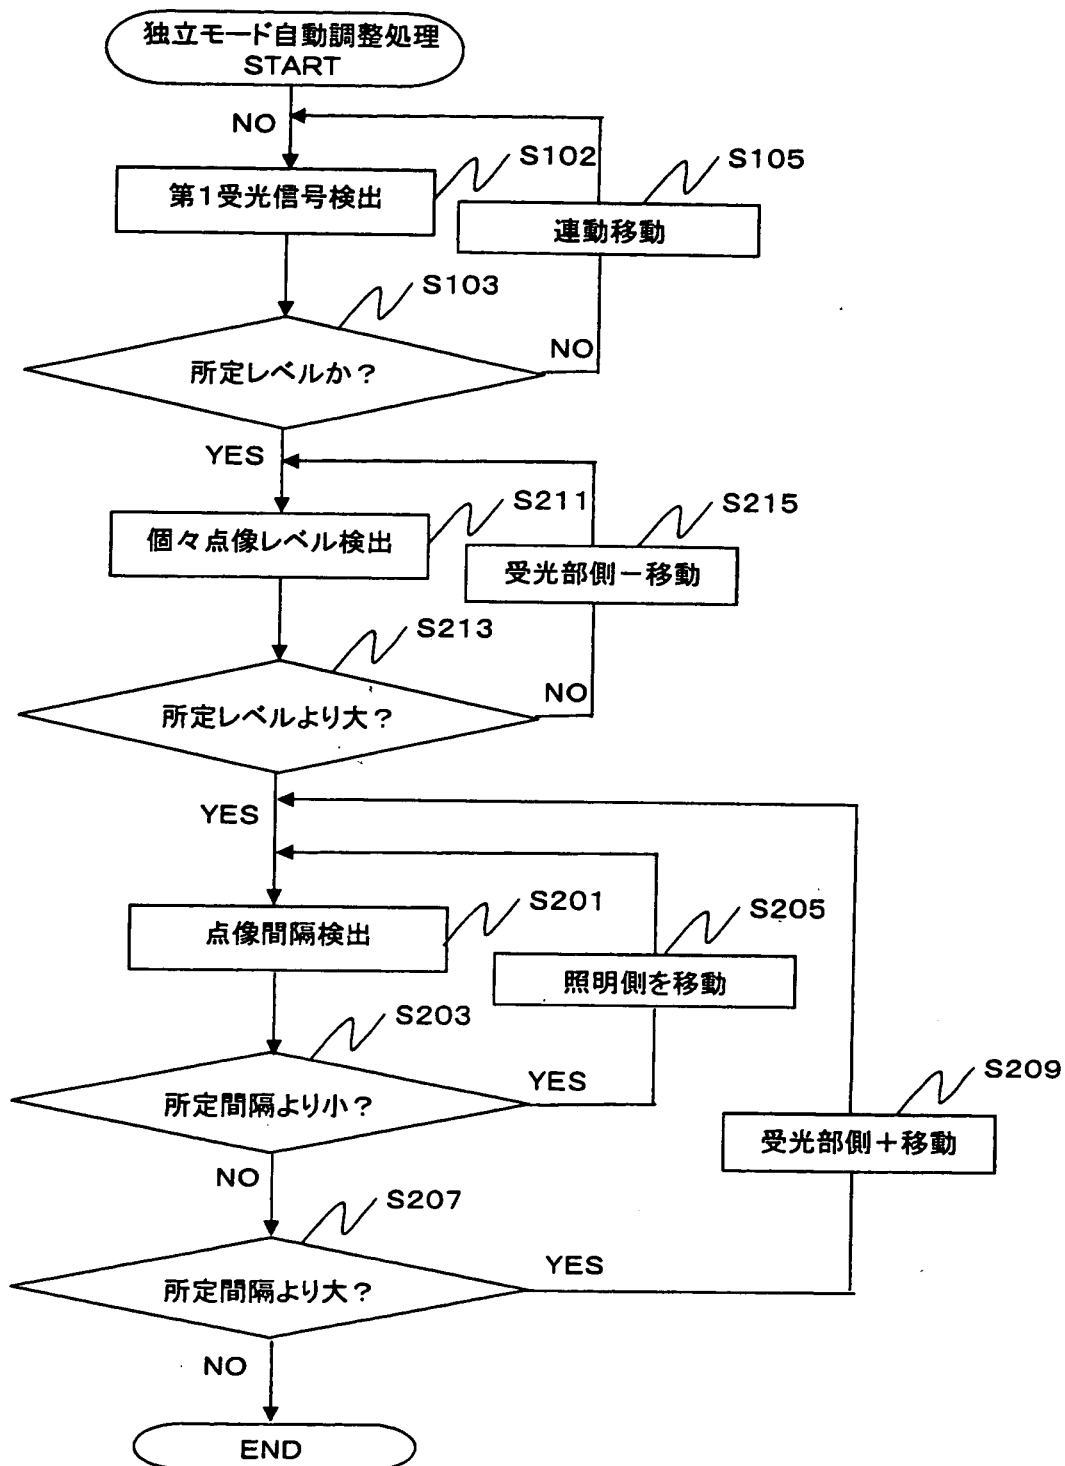 独立モード自動調整処理
START
NO
S102
第1受光信号検出
S105
連動移動
S103
所定レベルか?
NO
YES
S211
個々点像レベル検出
S215
受光部側－移動
S213
所定レベルより大?
NO
YES
S201
点像間隔検出
S205
照明側を移動
S203
所定間隔より小?
YES
S209
受光部側＋移動
NO
S207
所定間隔より大?
YES
NO
END